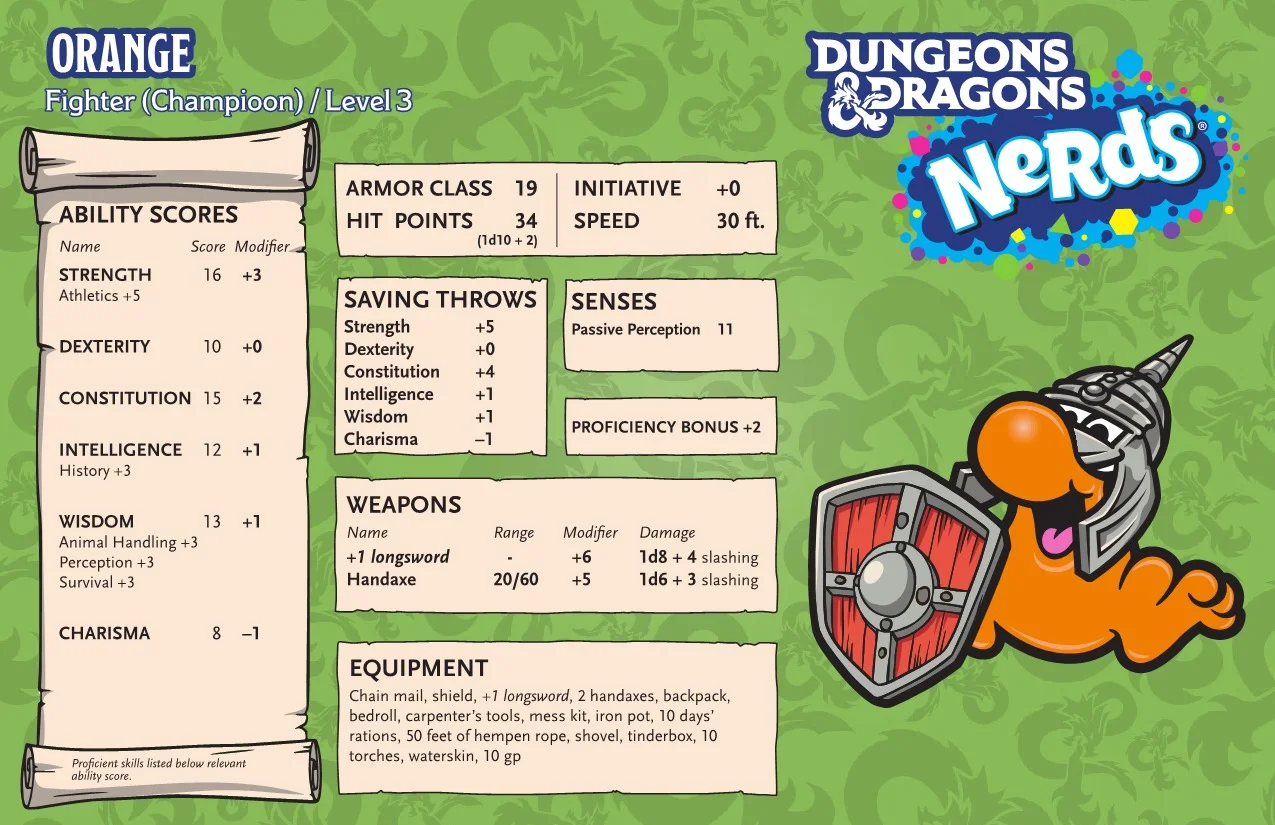 ORANGE
Fighter (Champioon) / Level 3
DUNGEONS
& DRAGONS
NERDS®
ABILITY SCORES
Name Score Modifier
STRENGTH 16 +3
Athletics +5
DEXTERITY 10 +0
CONSTITUTION 15 +2
INTELLIGENCE 12 +1
History +3
WISDOM 13 +1
Animal Handling +3
Perception +3
Survival +3
CHARISMA 8 –1
Proficient skills listed below relevant
ability score.
ARMOR CLASS 19 INITIATIVE +0
HIT POINTS 34 SPEED 30 ft.
(1d10 + 2)
SAVING THROWS
Strength +5
Dexterity +0
Constitution +4
Intelligence +1
Wisdom +1
Charisma –1
SENSES
Passive Perception 11
PROFICIENCY BONUS +2
WEAPONS
Name Range Modifier Damage
+1 longsword - +6 1d8 + 4 slashing
Handaxe 20/60 +5 1d6 + 3 slashing
EQUIPMENT
Chain mail, shield, +1 longsword, 2 handaxes, backpack,
bedroll, carpenter's tools, mess kit, iron pot, 10 days'
rations, 50 feet of hempen rope, shovel, tinderbox, 10
torches, waterskin, 10 gp